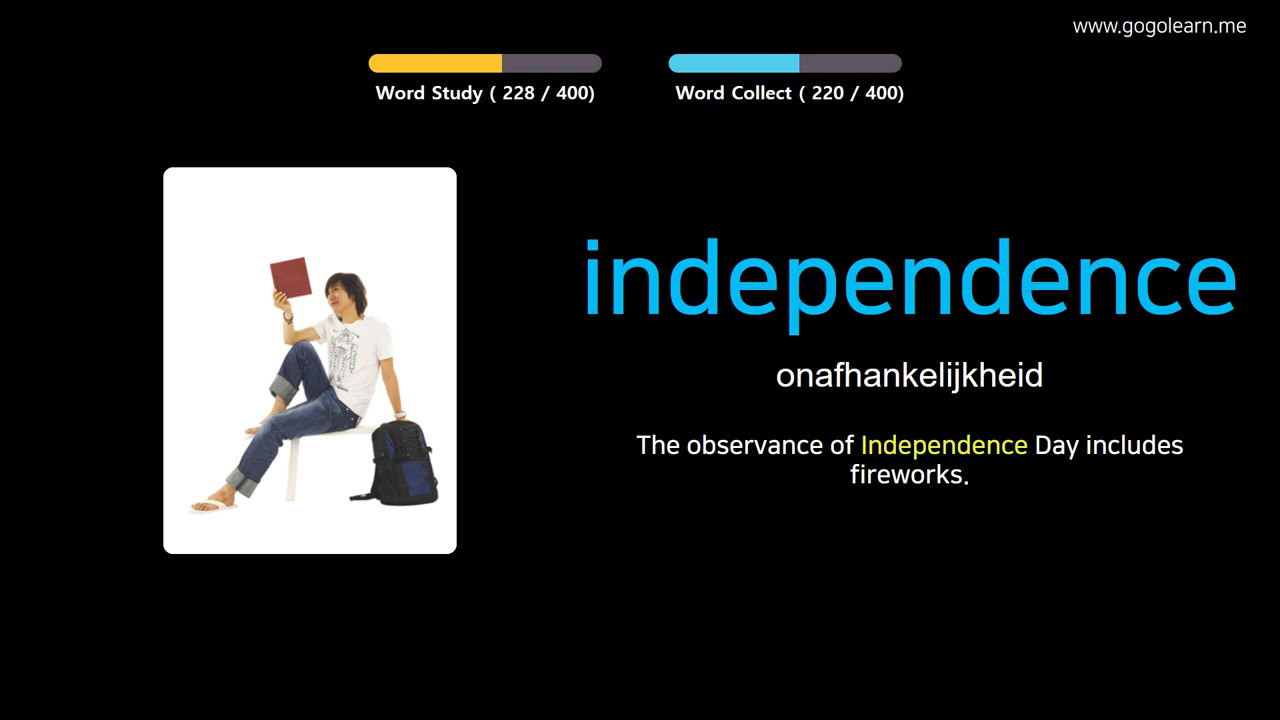 www.gogolearn.me
Word Study ( 228 / 400)
Word Collect ( 220 / 400)
independence
onafhankelijkheid
The observance of Independence Day includes
fireworks.